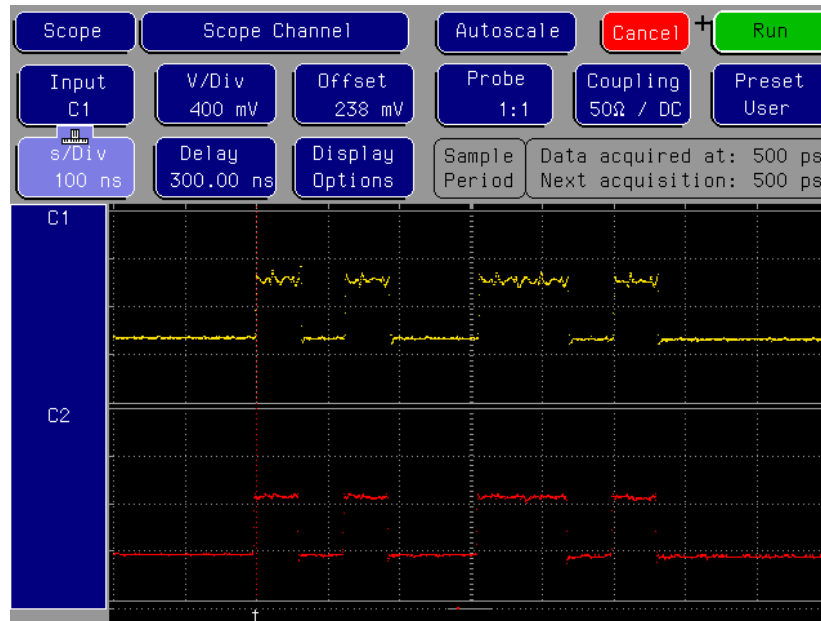 Scope Scope Channel Autoscale Cancel Run
Input V/Div Offset Probe Coupling Preset
C1 400 mV 238 mV 1:1 50Ω / DC User
s/Div Delay Display Sample Data acquired at: 500 ps
100 ns 300.00 ns Options Period Next acquisition: 500 ps
C1
C2